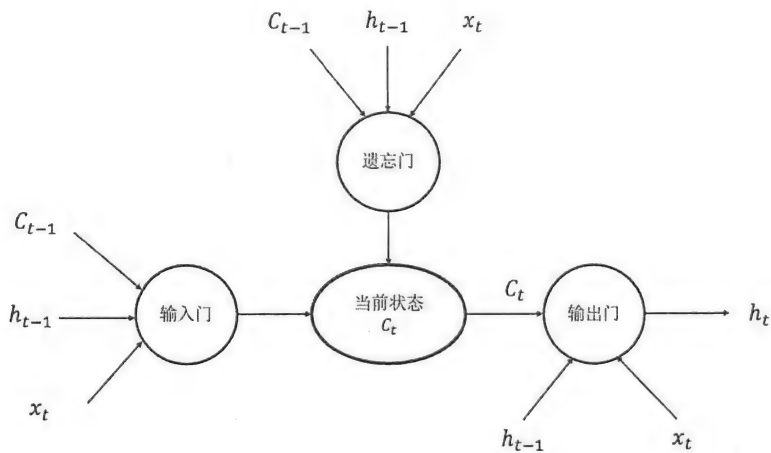 C_{t-1} h_{t-1} x_t
遗忘门
C_{t-1}
h_{t-1}
x_t
输入门
当前状态
C_t
C_t
输出门
h_t
h_{t-1} x_t